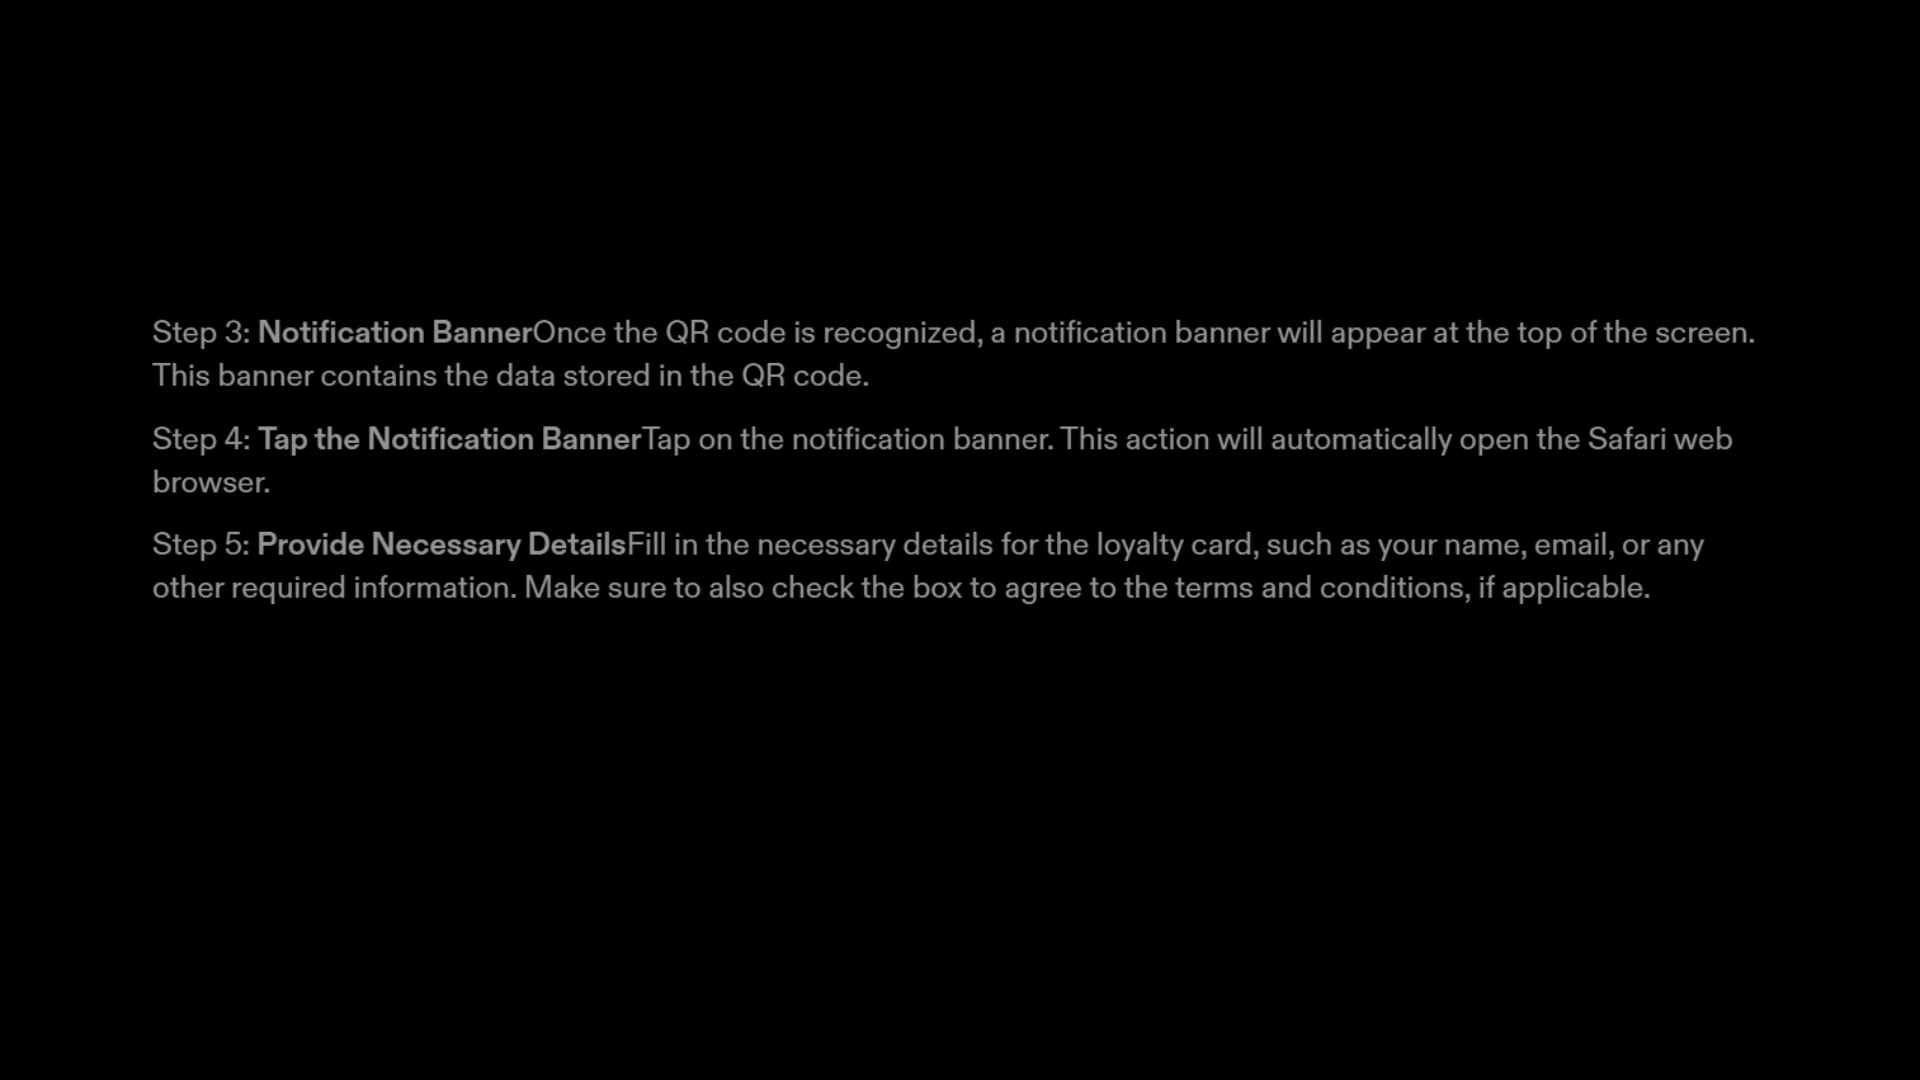 Step 3: Notification BannerOnce the QR code is recognized, a notification banner will appear at the top of the screen.
This banner contains the data stored in the QR code.
Step 4: Tap the Notification BannerTap on the notification banner. This action will automatically open the Safari web
browser.
Step 5: Provide Necessary DetailsFill in the necessary details for the loyalty card, such as your name, email, or any
other required information. Make sure to also check the box to agree to the terms and conditions, if applicable.